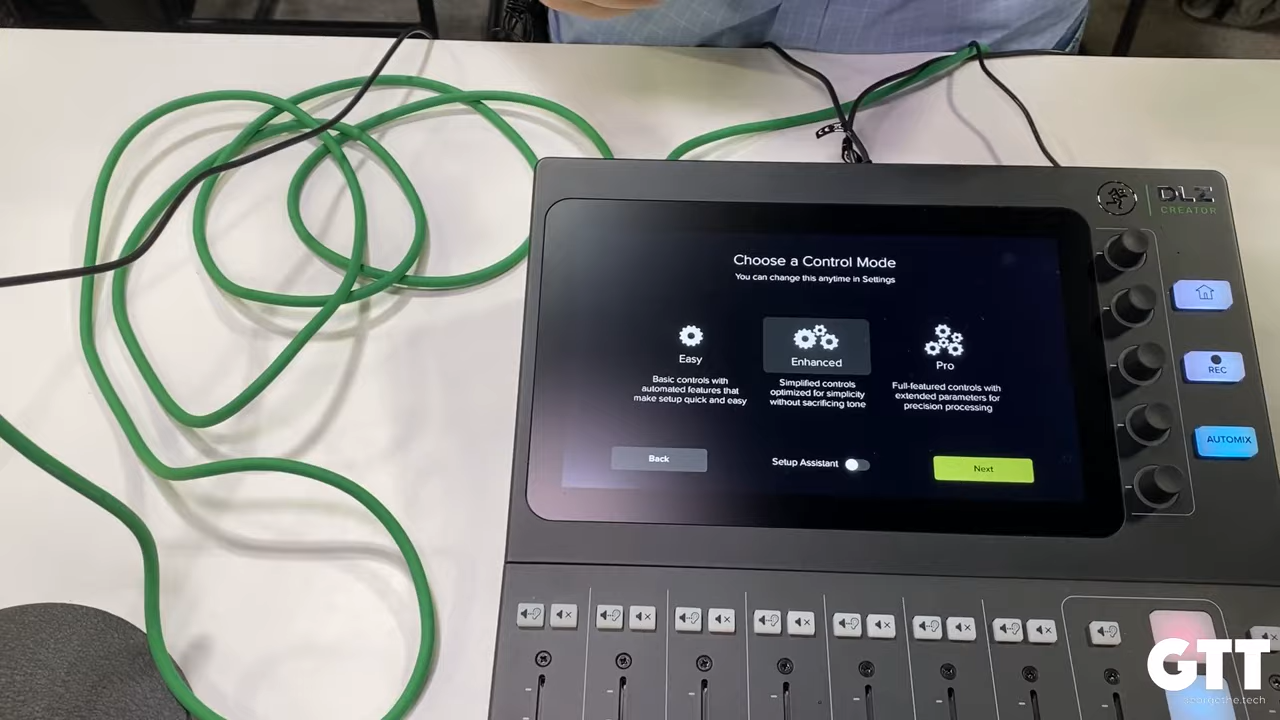 DLZ
CREATOR
Choose a Control Mode
You can change this anytime in Settings
Easy
Basic controls with
automated features that
make setup quick and easy
Enhanced
Simplified controls
optimized for simplicity
without sacrificing tone
Pro
Full-featured controls with
extended parameters for
precision processing
Back
Setup Assistant
Next
REC
AUTOMIX
GTT